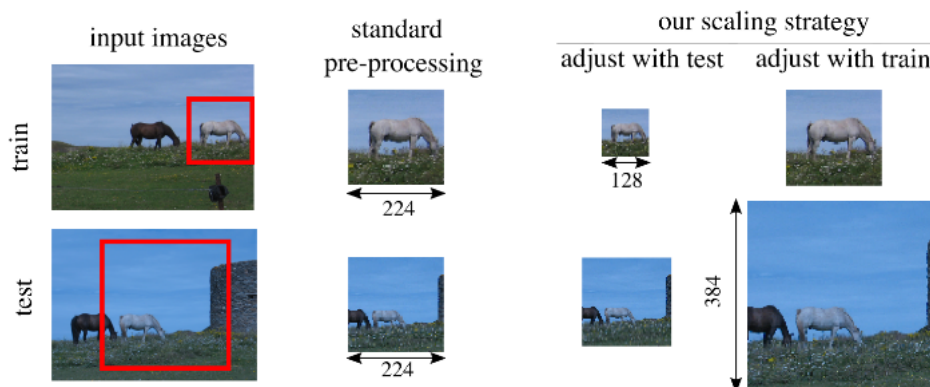 input images
standard
pre-processing
our scaling strategy
adjust with test
adjust with train
train
224
128
test
224
384